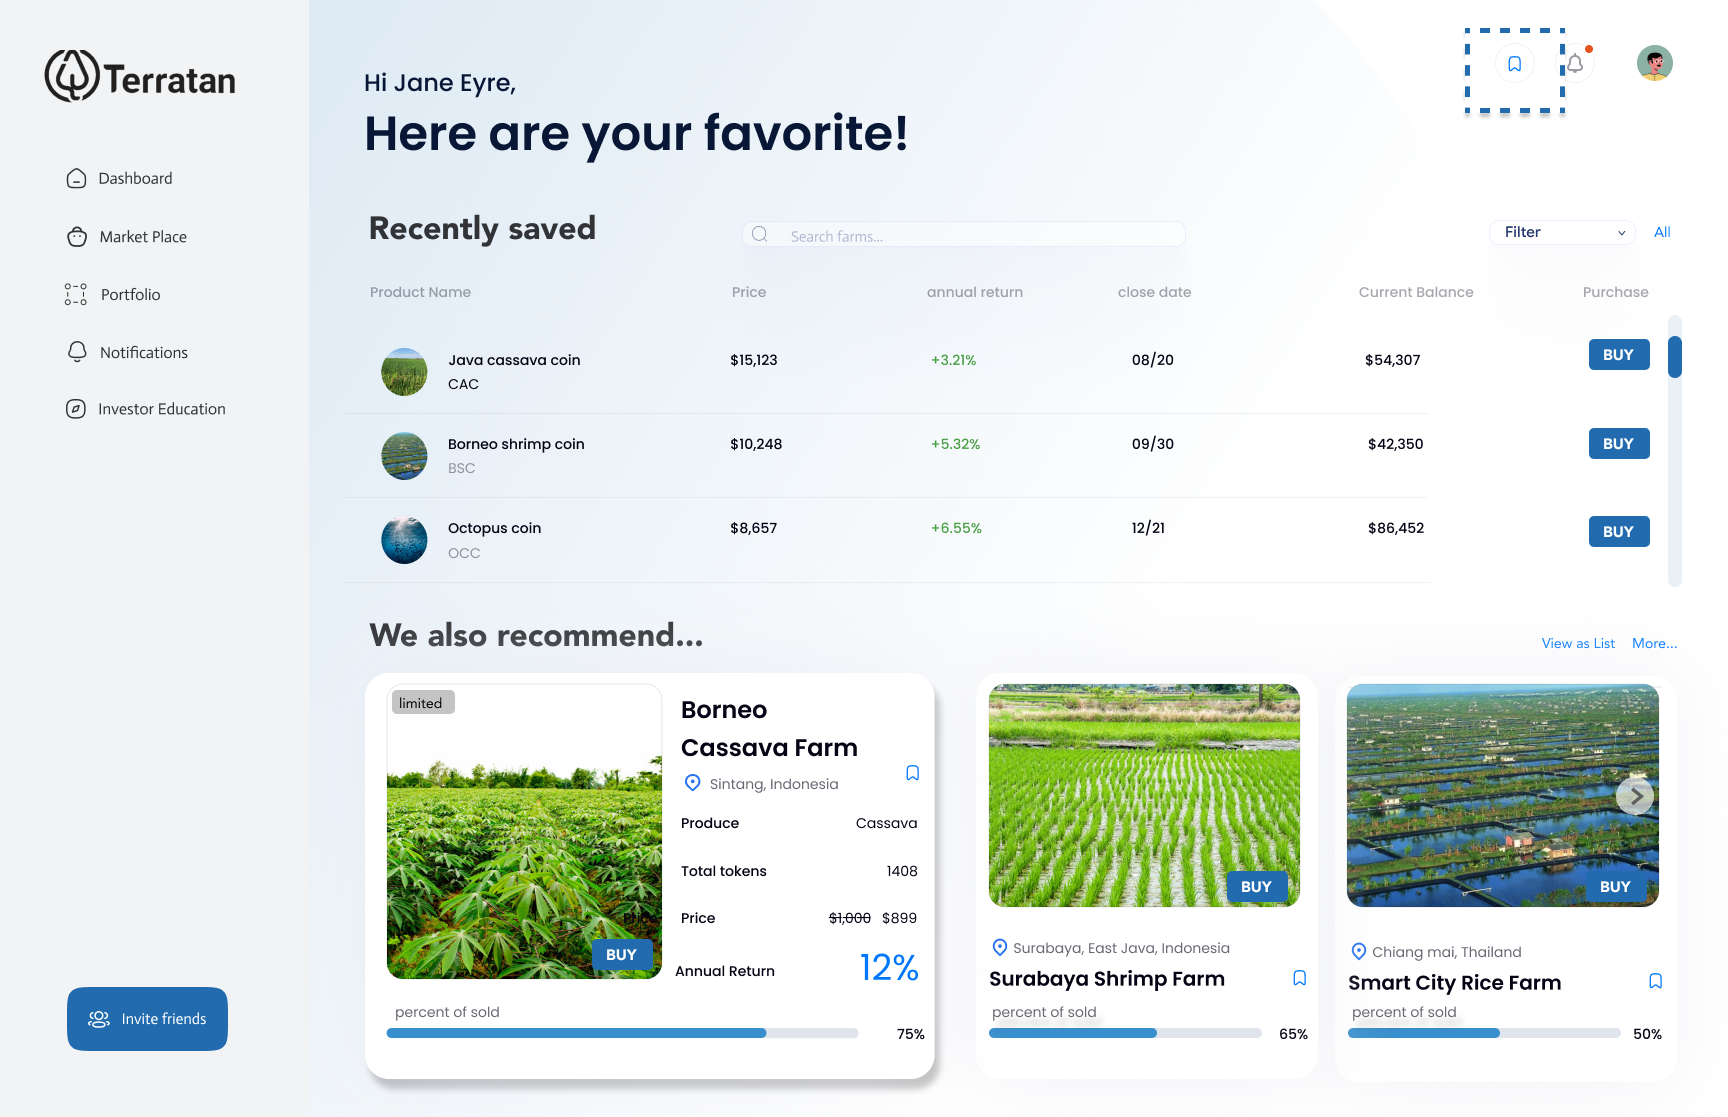 Terratan
Dashboard
Market Place
Portfolio
Notifications
Investor Education
Invite friends
Hi Jane Eyre,
Here are your favorite!
Recently saved
Search farms...
Filter
All
Product Name
Price
annual return
close date
Current Balance
Purchase
Java cassava coin
CAC
$15,123
+3.21%
08/20
$54,307
BUY
Borneo shrimp coin
BSC
$10,248
+5.32%
09/30
$42,350
BUY
Octopus coin
OCC
$8,657
+6.55%
12/21
$86,452
BUY
We also recommend...
View as List
More...
limited
Price
BUY
Borneo
Cassava Farm
Sintang, Indonesia
Produce
Cassava
Total tokens
1408
Price
$1,000
$899
Annual Return
12%
percent of sold
75%
BUY
Surabaya, East Java, Indonesia
Surabaya Shrimp Farm
percent of sold
65%
BUY
Chiang mai, Thailand
Smart City Rice Farm
percent of sold
50%